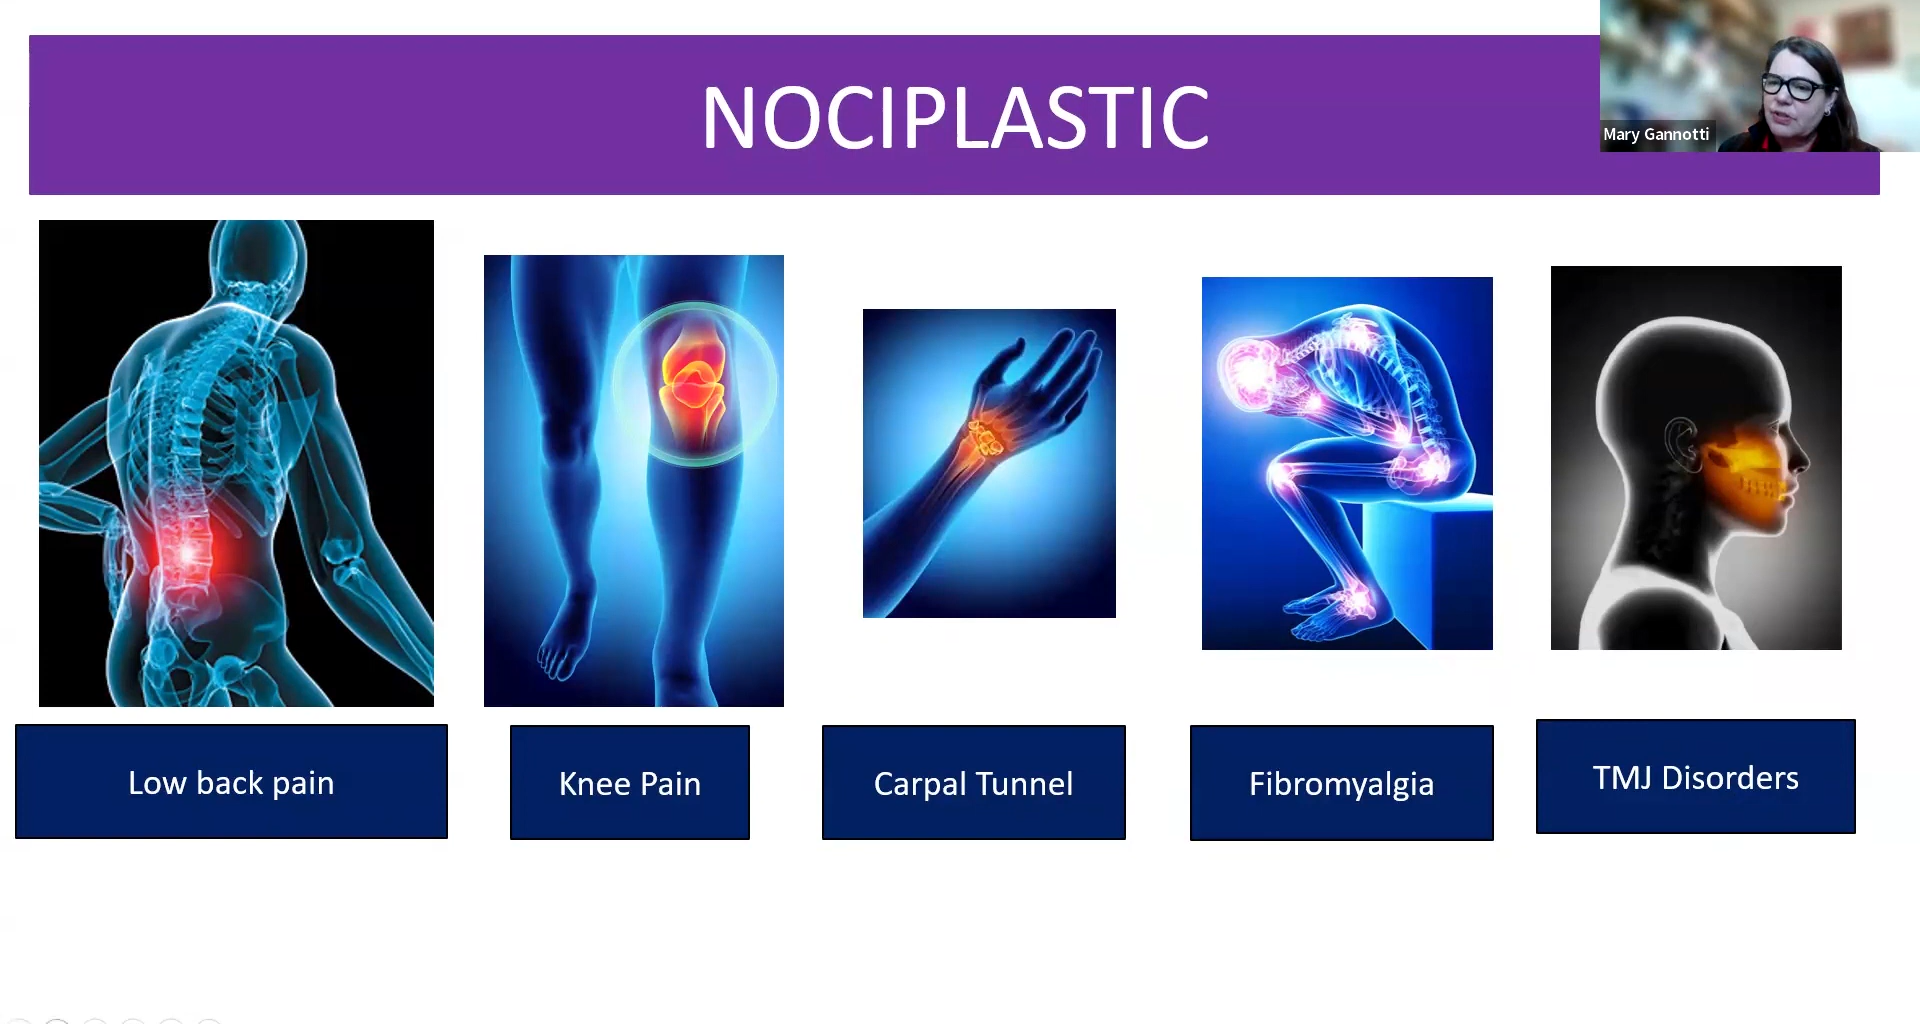 NOCIPLASTIC
Mary Gannotti
Low back pain
Knee Pain
Carpal Tunnel
Fibromyalgia
TMJ Disorders